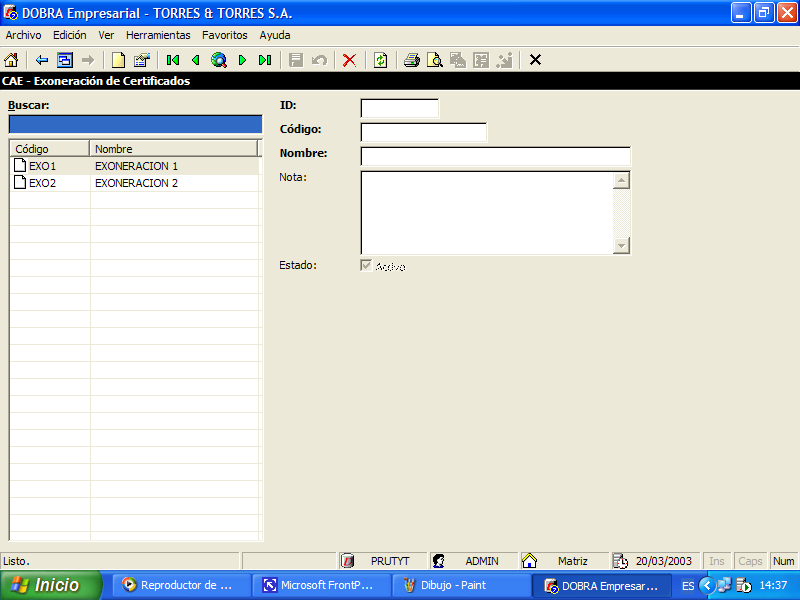 DOBRA Empresarial - TORRES & TORRES S.A.
Archivo Edición Ver Herramientas Favoritos Ayuda
CAE - Exoneración de Certificados
Buscar:
Código Nombre
EXO1 EXONERACION 1
EXO2 EXONERACION 2
ID:
Código:
Nombre:
Nota:
Estado: Activo
Listo. PRUTYT ADMIN Matriz 20/03/2003 Ins Caps Num
Inicio Reproductor de ... Microsoft FrontP... Dibujo - Paint DOBRA Empresar... ES 14:37